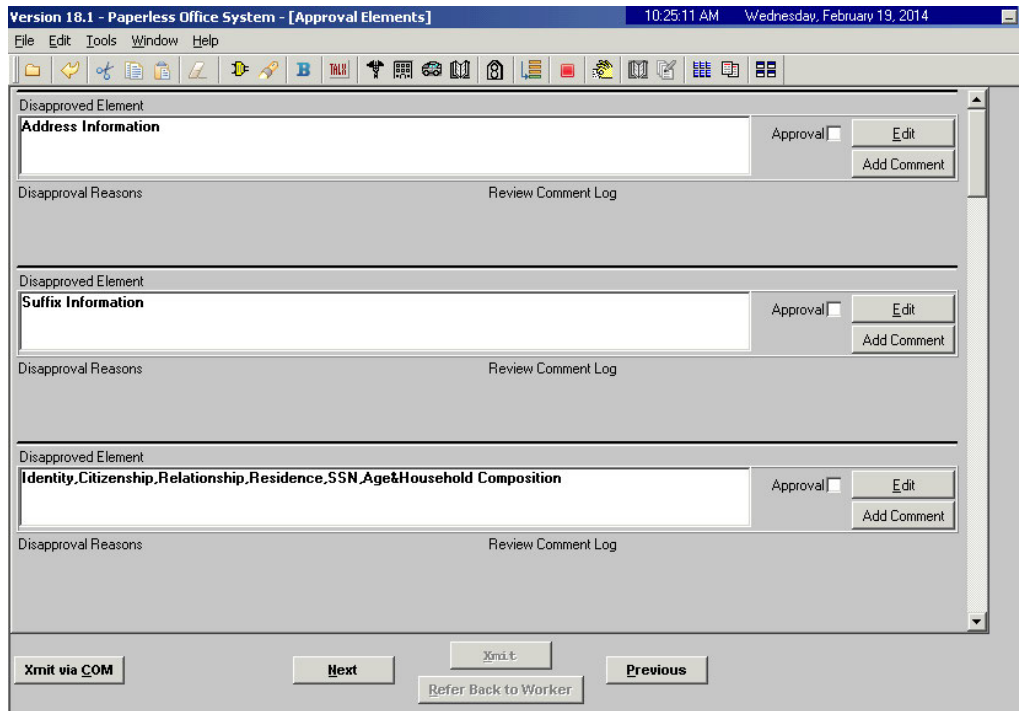 Version 18.1 - Paperless Office System - [Approval Elements] 10:25:11 AM Wednesday, February 19, 2014
File Edit Tools Window Help
B TALX
Disapproved Element
Address Information
Approval Edit
Add Comment
Disapproval Reasons Review Comment Log
Disapproved Element
Suffix Information
Approval Edit
Add Comment
Disapproval Reasons Review Comment Log
Disapproved Element
Identity,Citizenship,Relationship,Residence,SSN,Age&Household Composition
Approval Edit
Add Comment
Disapproval Reasons Review Comment Log
Xmit
Xmit via COM Next Previous
Refer Back to Worker